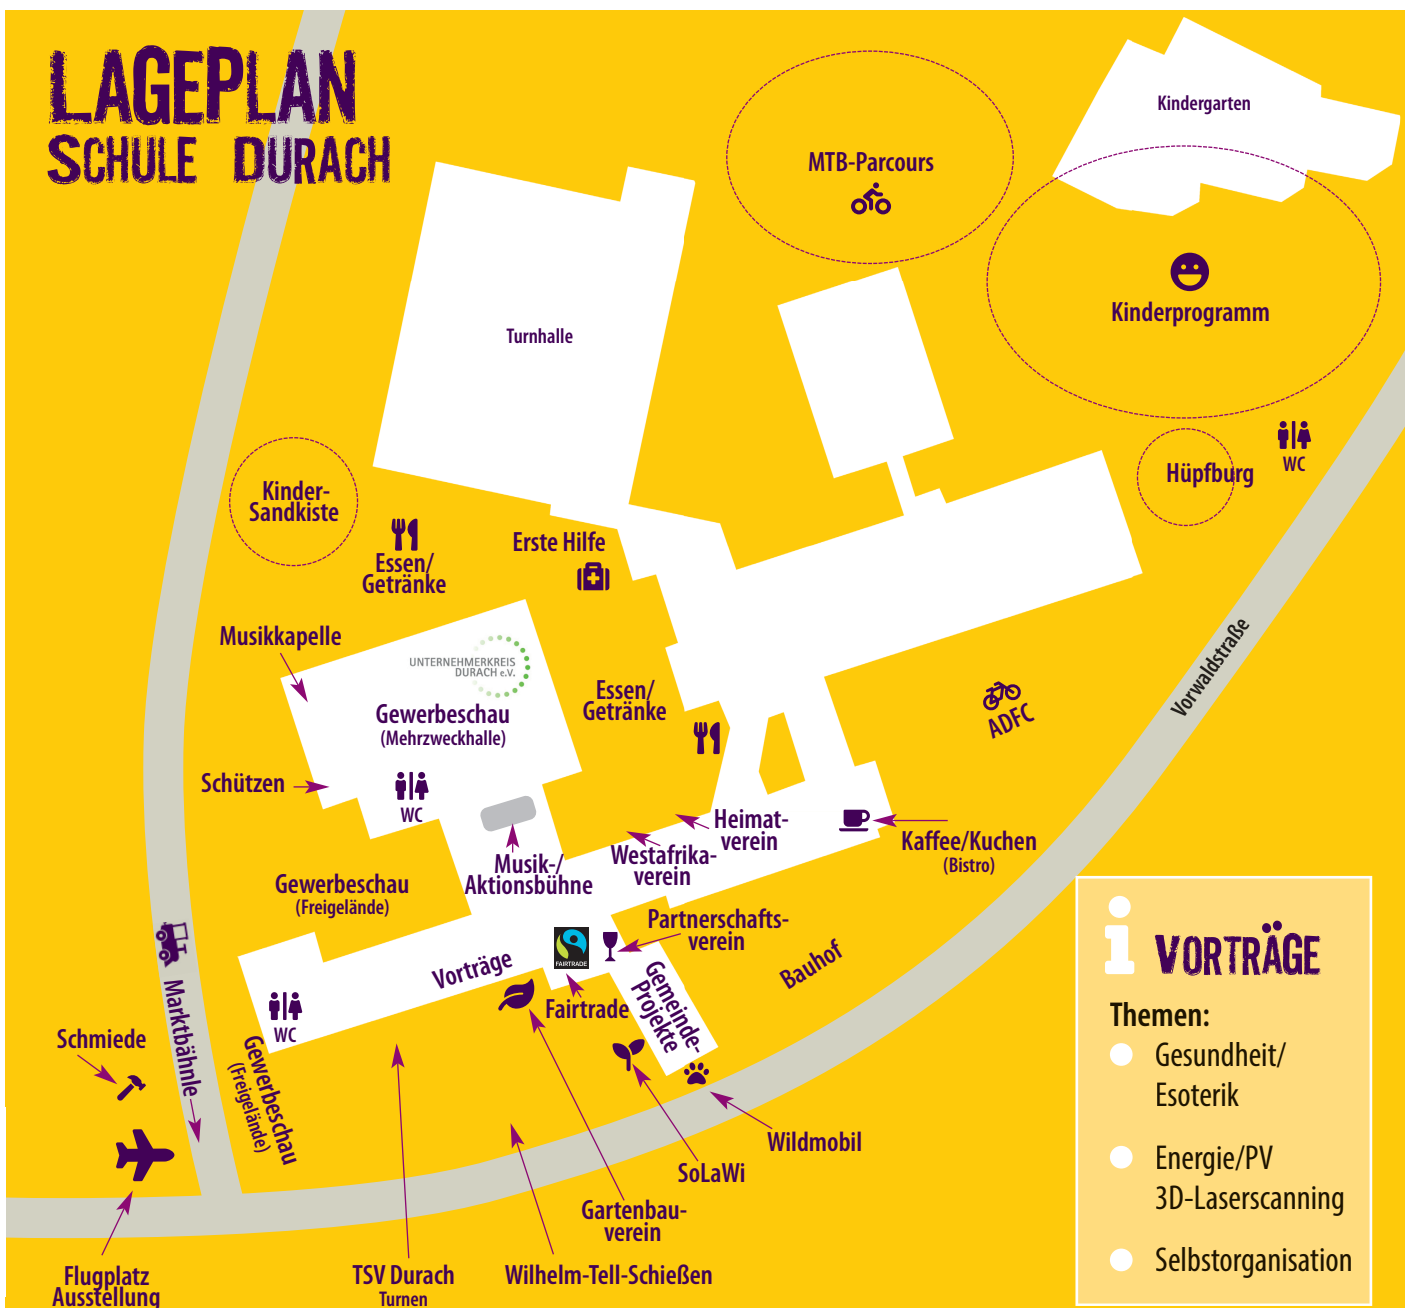 LAGEPLAN
SCHULE DURACH
Kindergarten
MTB-Parcours
Kinderprogramm
Turnhalle
Hüpfburg
WC
Kinder-
Sandkiste
Essen/
Getränke
Erste Hilfe
Musikkapelle
UNTERNEHMERKREIS
DURACH e.V.
Gewerbeschau
(Mehrzweckhalle)
Essen/
Getränke
Vorwaldstraße
ADFC
Schützen
WC
Heimat-
verein
Westafrika-
verein
Kaffee/Kuchen
(Bistro)
Musik-/
Aktionsbühne
Gewerbeschau
(Freigelände)
Partnerschafts-
verein
Bauhof
Vorträge
FAIRTRADE
Fairtrade
Gemeinde-
Projekte
WC
Marktbähnle
Schmiede
Gewerbeschau
(Freigelände)
Wildmobil
SoLaWi
Gartenbau-
verein
Wilhelm-Tell-Schießen
TSV Durach
Turnen
Flugplatz
Ausstellung
i VORTRÄGE
Themen:
Gesundheit/
Esoterik
Energie/PV
3D-Laserscanning
Selbstorganisation